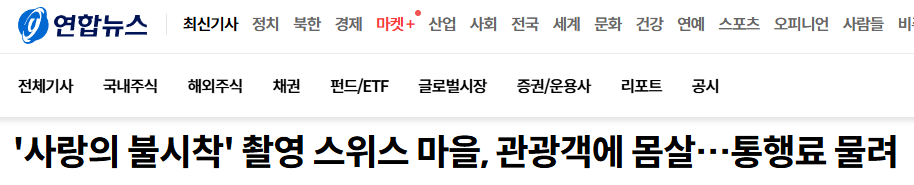 연합뉴스 최신기사 정치 북한 경제 마켓+ 산업 사회 전국 세계 문화 건강 연예 스포츠 오피니언 사람들
전체기사 국내주식 해외주식 채권 펀드/ETF 글로벌시장 증권/운용사 리포트 공시
'사랑의 불시착' 촬영 스위스 마을, 관광객에 몸살…통행료 물려